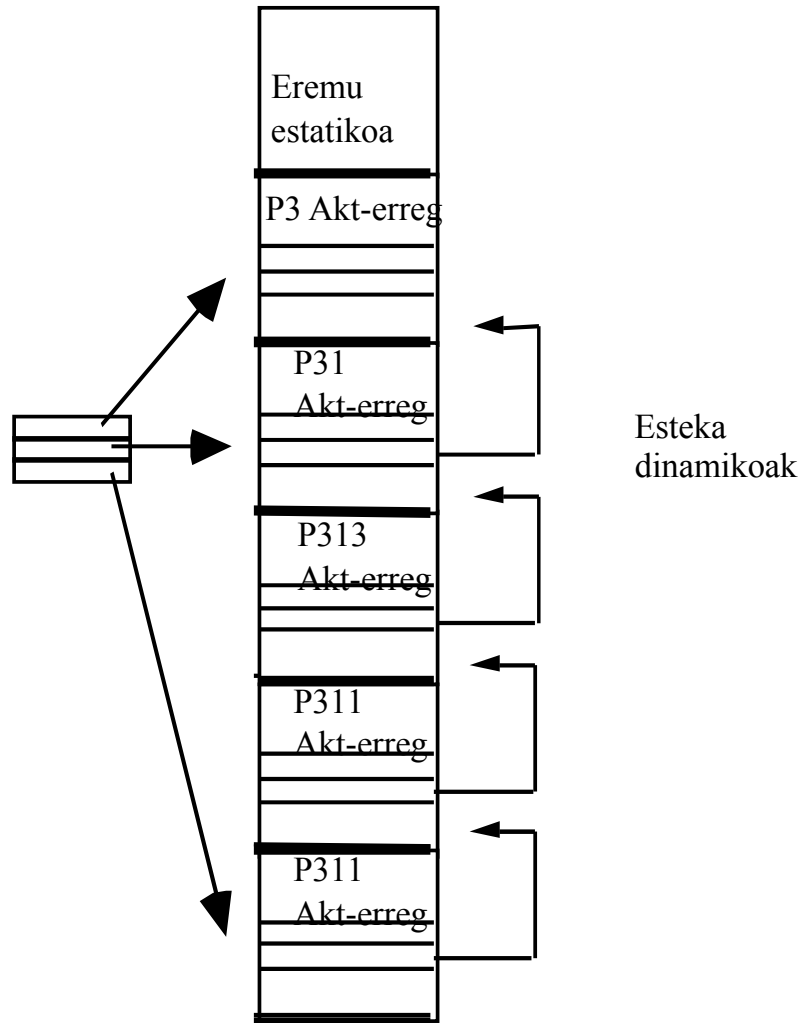 Eremu
estatikoa
P3 Akt-erreg
P31
Akt-erreg
Esteka
dinamikoak
P313
Akt-erreg
P311
Akt-erreg
P311
Akt-erreg